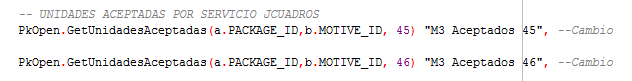 -- UNIDADES ACEPTADAS POR SERVICIO JCUADROS
PkOpen.GetUnidadesAceptadas(a.PACKAGE_ID,b.MOTIVE_ID, 45) "M3 Aceptados 45", --Cambio
PkOpen.GetUnidadesAceptadas(a.PACKAGE_ID,b.MOTIVE_ID, 46) "M3 Aceptados 46", --Cambio